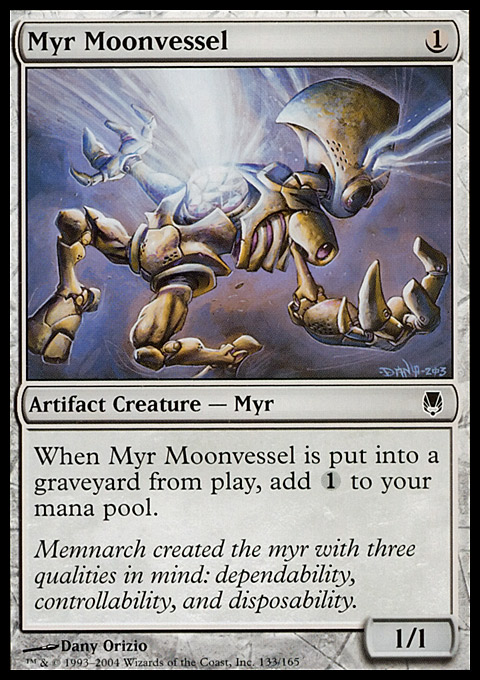 Myr Moonvessel 1
DANY-203
Artifact Creature — Myr
When Myr Moonvessel is put into a
graveyard from play, add 1 to your
mana pool.
Memnarch created the myr with three
qualities in mind: dependability,
controllability, and disposability.
Dany Orizio
1/1
™ & © 1993–2004 Wizards of the Coast, Inc. 133/165